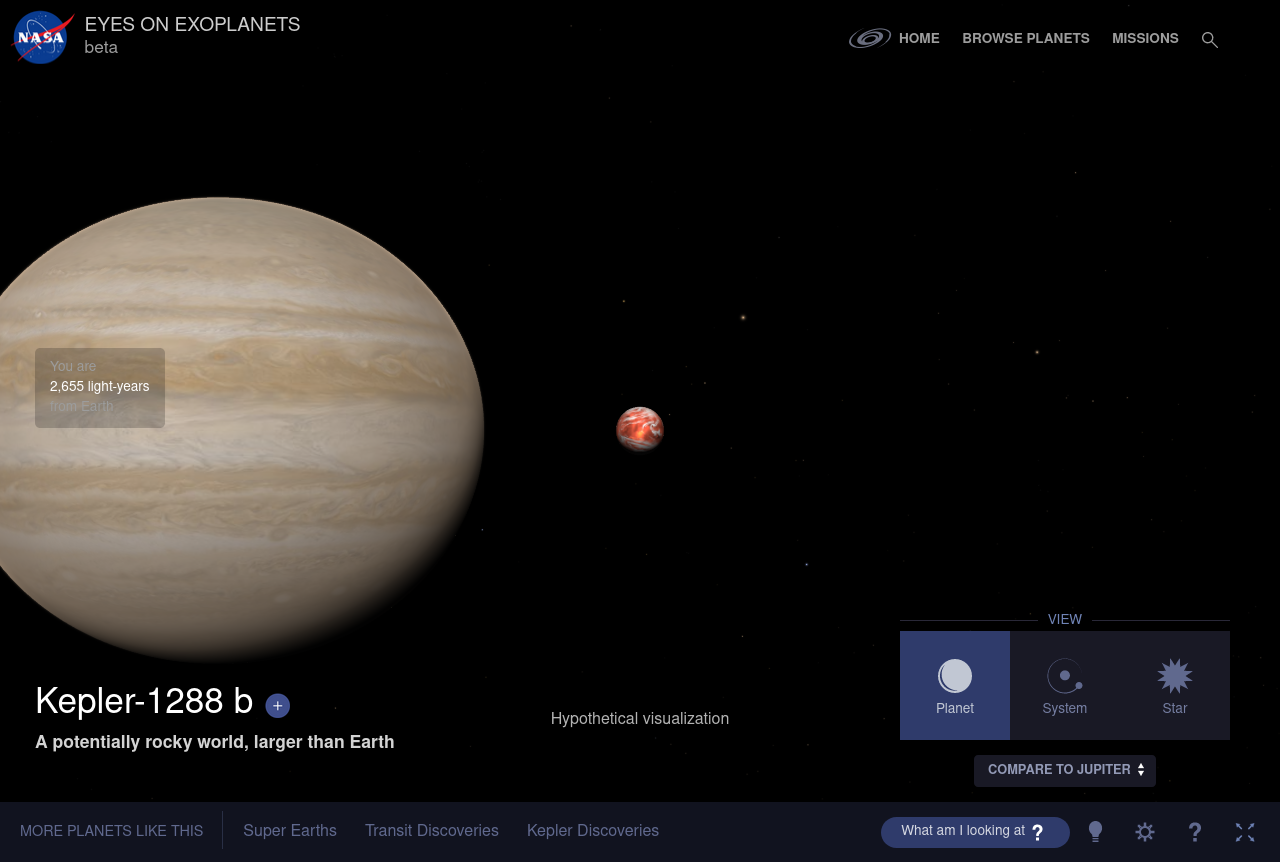 NASA
EYES ON EXOPLANETS
beta
HOME
BROWSE PLANETS
MISSIONS
You are
2,655 light-years
from Earth
Kepler-1288 b +
A potentially rocky world, larger than Earth
Hypothetical visualization
VIEW
Planet
System
Star
COMPARE TO JUPITER
MORE PLANETS LIKE THIS
Super Earths
Transit Discoveries
Kepler Discoveries
What am I looking at ?
?